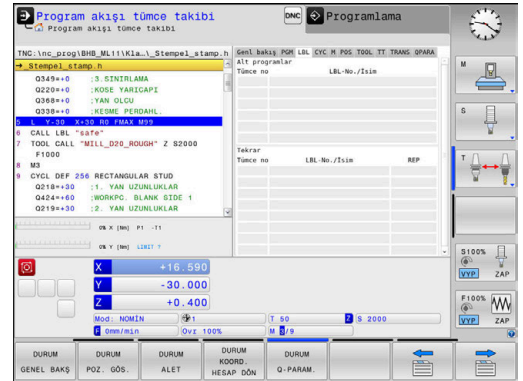 Program akışı tümce takibi
Program akışı tümce takibi
DNC
Programlama
TNC:\nc_prog\BHB_ML11\Kla…\_Stempel_stamp.h
→_Stempel_stamp.h
Q349=+0 ;3.SINIRLAMA
Q220=+0 ;KOSE YARICAPI
Q368=+0 ;YAN OLCU
Q338=+0 ;KESME PERDAHL.
5 L Y-30 X+30 R0 FMAX M99
6 CALL LBL "safe"
7 TOOL CALL "MILL_D20_ROUGH" Z S2000
F1000
8 M3
9 CYCL DEF 256 RECTANGULAR STUD
Q218=+30 ;1. YAN UZUNLUKLAR
Q424=+60 ;WORKPC. BLANK SIDE 1
Q219=+30 ;2. YAN UZUNLUKLAR
Genl bakış PGM LBL CYC M POS TOOL TT TRANS QPARA
Alt programlar
Tümce no LBL-No./Isim
Tekrar
Tümce no LBL-No./Isim REP
0% X [Nm] P1 -T1
0% Y [Nm] LIMIT 1
X +16.590
Y -30.000
Z +0.400
Mod: NOMİN 1 T 50 Z S 2000
F 0mm/min Ovr 100% M 3/9
M
S
T
S100%
VYP ZAP
F100%
VYP ZAP
DURUM
GENEL BAKŞ
DURUM
POZ. GÖS.
DURUM
ALET
DURUM
KOORD.
HESAP DÖN
DURUM
Q-PARAM.